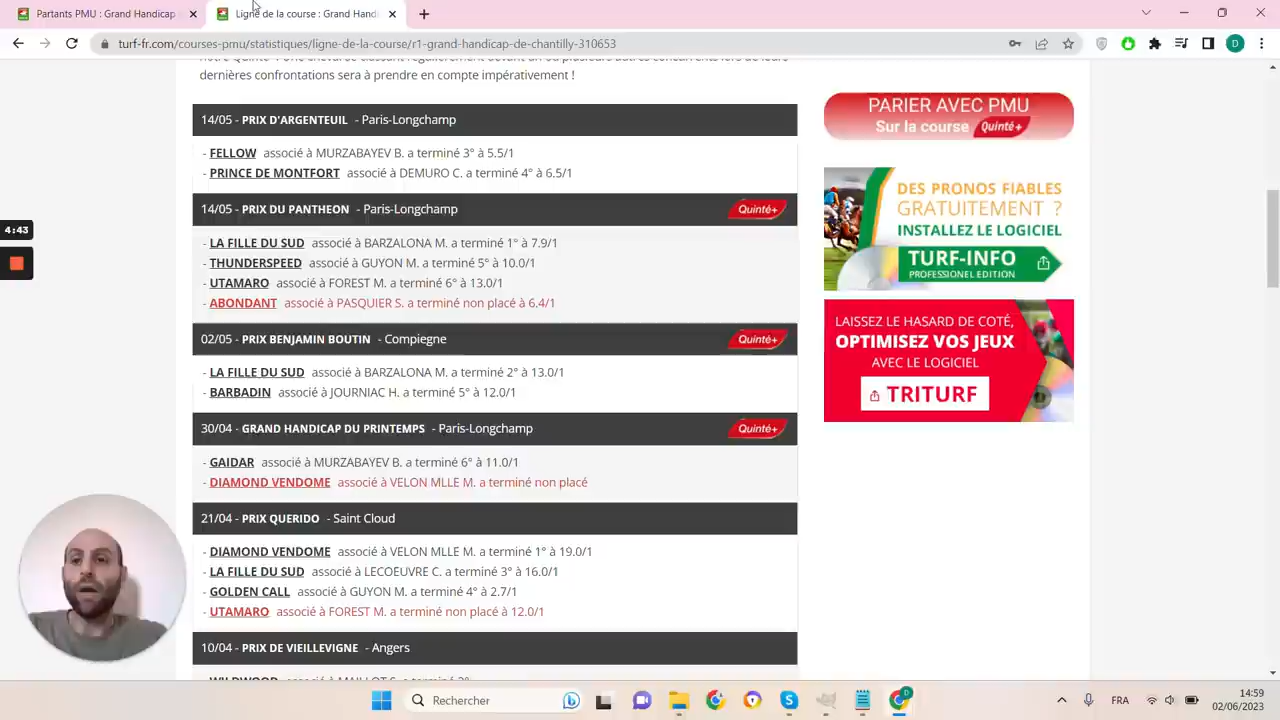 Partants PMU : Grand Handicap d
Ligne de la course : Grand Hand
turf-fr.com/courses-pmu/statistiques/ligne-de-course/r1-grand-handicap-de-chantilly-310653
D
dernières confrontations sera à prendre en compte impérativement !
14/05 - PRIX D'ARGENTEUIL - Paris-Longchamp
- FELLOW associé à MURZABAYEV B. a terminé 3° à 5.5/1
- PRINCE DE MONTFORT associé à DEMURO C. a terminé 4° à 6.5/1
14/05 - PRIX DU PANTHEON - Paris-Longchamp
Quinté+
- LA FILLE DU SUD associé à BARZALONA M. a terminé 1° à 7.9/1
- THUNDERSPEED associé à GUYON M. a terminé 5° à 10.0/1
- UTAMARO associé à FOREST M. a terminé 6° à 13.0/1
- ABONDANT associé à PASQUIER S. a terminé non placé à 6.4/1
02/05 - PRIX BENJAMIN BOUTIN - Compiegne
Quinté+
- LA FILLE DU SUD associé à BARZALONA M. a terminé 2° à 13.0/1
- BARBADIN associé à JOURNIAC H. a terminé 5° à 12.0/1
30/04 - GRAND HANDICAP DU PRINTEMPS - Paris-Longchamp
Quinté+
- GAIDAR associé à MURZABAYEV B. a terminé 6° à 11.0/1
- DIAMOND VENDOME associé à VELON MLLE M. a terminé non placé
21/04 - PRIX QUERIDO - Saint Cloud
- DIAMOND VENDOME associé à VELON MLLE M. a terminé 1° à 19.0/1
- LA FILLE DU SUD associé à LECOEUVRE C. a terminé 3° à 16.0/1
- GOLDEN CALL associé à GUYON M. a terminé 4° à 2.7/1
- UTAMARO associé à FOREST M. a terminé non placé à 12.0/1
10/04 - PRIX DE VIEILLEVIGNE - Angers
PARIER AVEC PMU
Sur la course Quinté+
DES PRONOS FIABLES
GRATUITEMENT ?
INSTALLEZ LE LOGICIEL
TURF-INFO
PROFESSIONEL EDITION
LAISSEZ LE HASARD DE COTÉ,
OPTIMISEZ VOS JEUX
AVEC LE LOGICIEL
TRITURF
4:43
Rechercher
FRA
14:59
02/06/2023